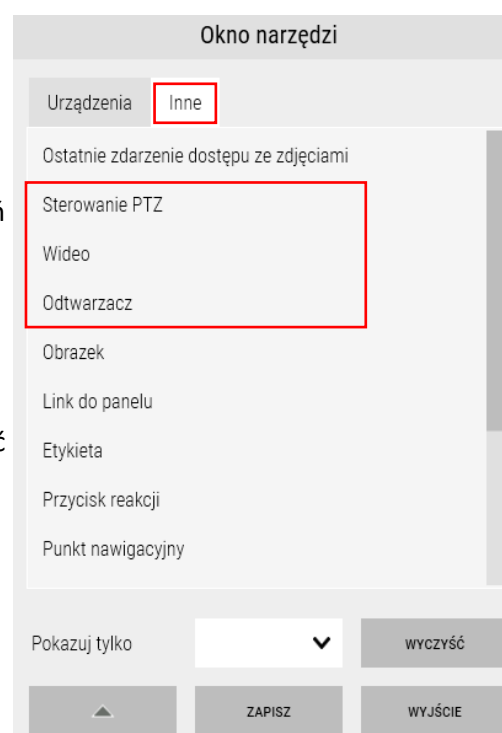 Okno narzędzi
Urządzenia Inne
Ostatnie zdarzenie dostępu ze zdjęciami
Sterowanie PTZ
Wideo
Odtwarzacz
Obrazek
Link do panelu
Etykieta
Przycisk reakcji
Punkt nawigacyjny
Pokazuj tylko WYCZYŚĆ
ZAPISZ WYJŚCIE